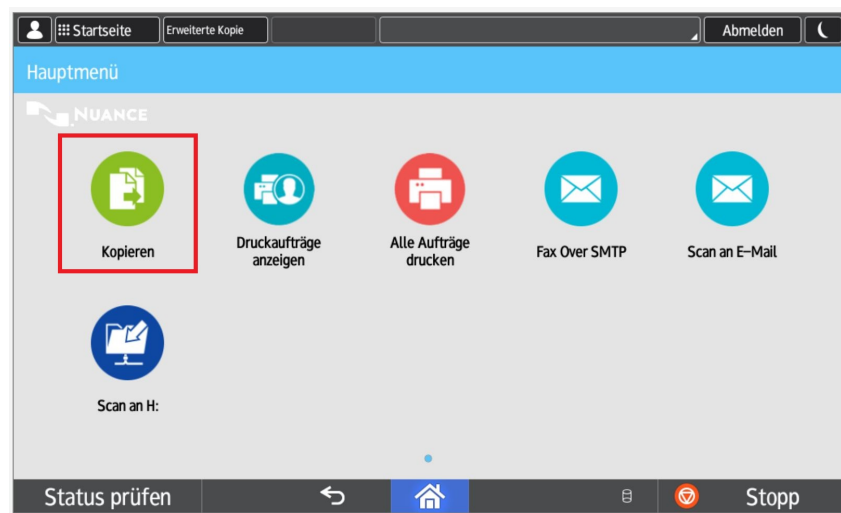 Startseite
Erweiterte Kopie
Abmelden
Hauptmenü
NUANCE
Kopieren
Druckaufträge
anzeigen
Alle Aufträge
drucken
Fax Over SMTP
Scan an E-Mail
Scan an H:
Status prüfen
Stopp